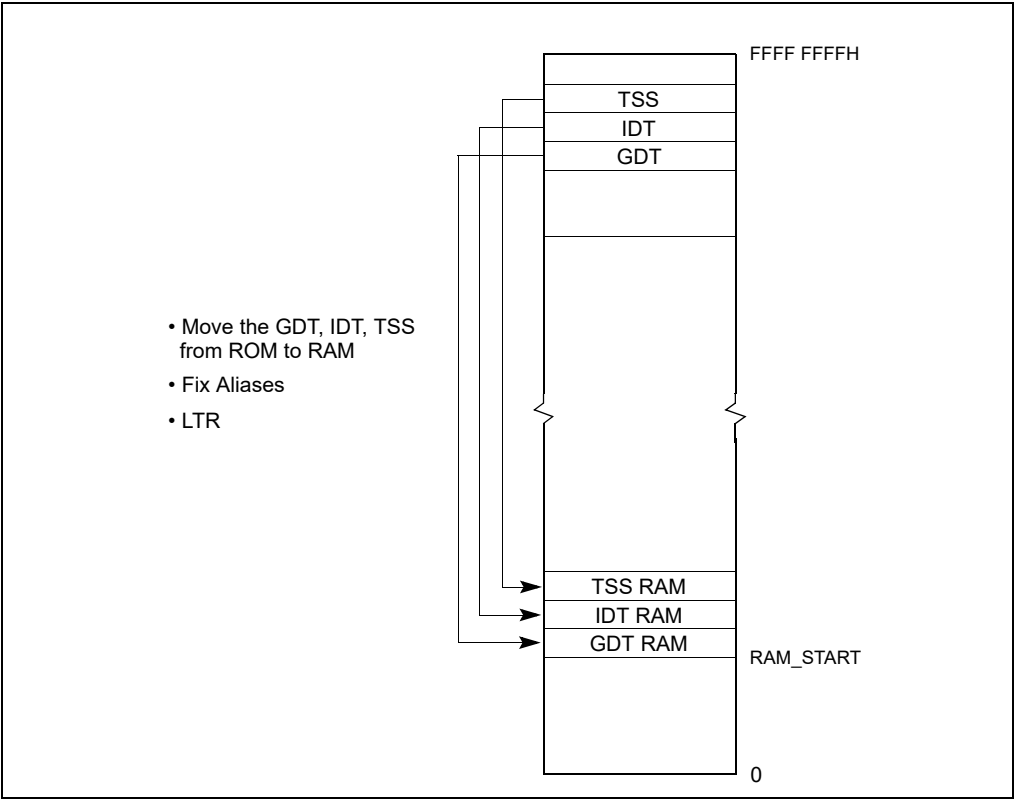 FFFF FFFFH
TSS
IDT
GDT
• Move the GDT, IDT, TSS
from ROM to RAM
• Fix Aliases
• LTR
TSS RAM
IDT RAM
GDT RAM
RAM_START
0